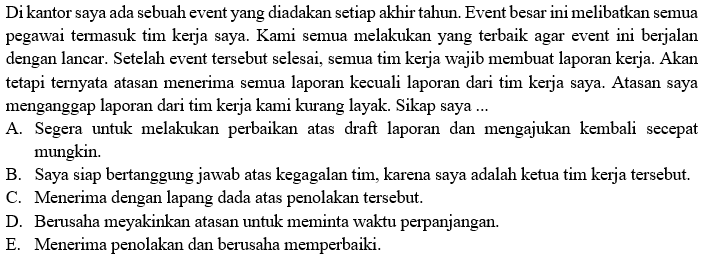 Di kantor saya ada sebuah event yang diadakan setiap akhir tahun. Event besar ini melibatkan semua
pegawai termasuk tim kerja saya. Kami semua melakukan yang terbaik agar event ini berjalan
dengan lancar. Setelah event tersebut selesai, semua tim kerja wajib membuat laporan kerja. Akan
tetapi ternyata atasan menerima semua laporan kecuali laporan dari tim kerja saya. Atasan saya
menganggap laporan dari tim kerja kami kurang layak. Sikap saya ...
A. Segera untuk melakukan perbaikan atas draft laporan dan mengajukan kembali secepat
mungkin.
B. Saya siap bertanggung jawab atas kegagalan tim, karena saya adalah ketua tim kerja tersebut.
C. Menerima dengan lapang dada atas penolakan tersebut.
D. Berusaha meyakinkan atasan untuk meminta waktu perpanjangan.
E. Menerima penolakan dan berusaha memperbaiki.